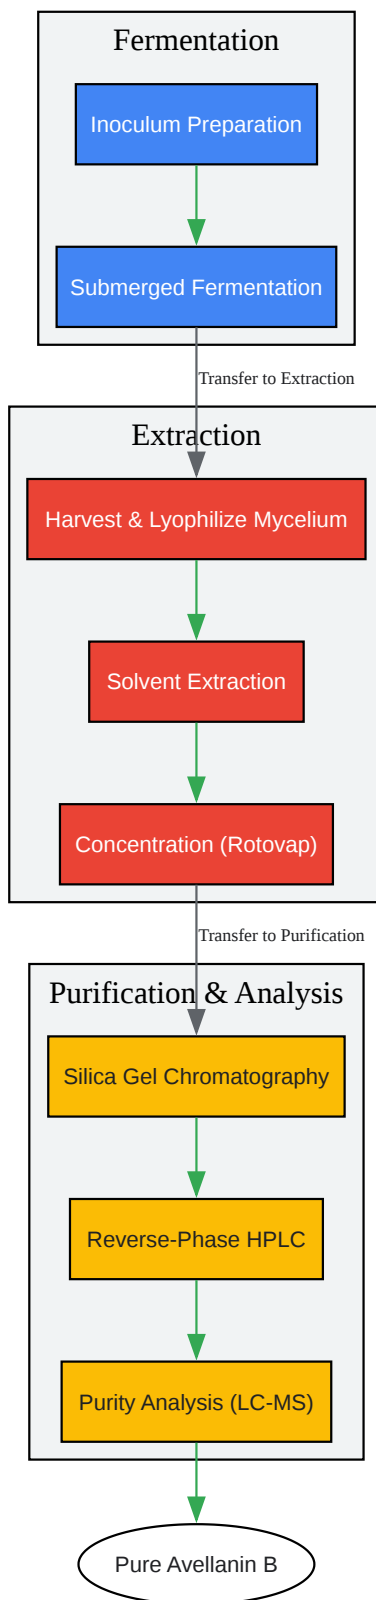 Fermentation
Inoculum Preparation
Submerged Fermentation
Transfer to Extraction
Extraction
Harvest & Lyophilize Mycelium
Solvent Extraction
Concentration (Rotovap)
Transfer to Purification
Purification & Analysis
Silica Gel Chromatography
Reverse-Phase HPLC
Purity Analysis (LC-MS)
Pure Avellanin B